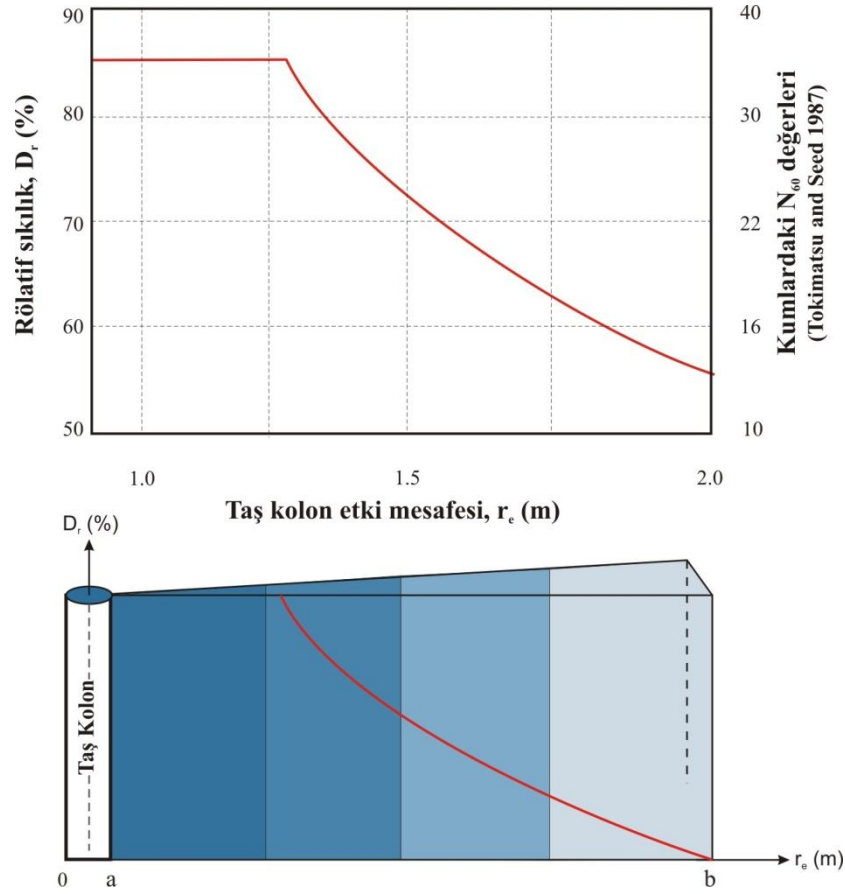 90
80
70
60
50
Rölatif sıkılık, Dᵣ (%)
40
30
22
16
10
Kumlardaki N₆₀ değerleri
(Tokimatsu and Seed 1987)
1.0
1.5
2.0
Taş kolon etki mesafesi, rₑ (m)
Dᵣ (%)
Taş Kolon
0
a
b
rₑ (m)